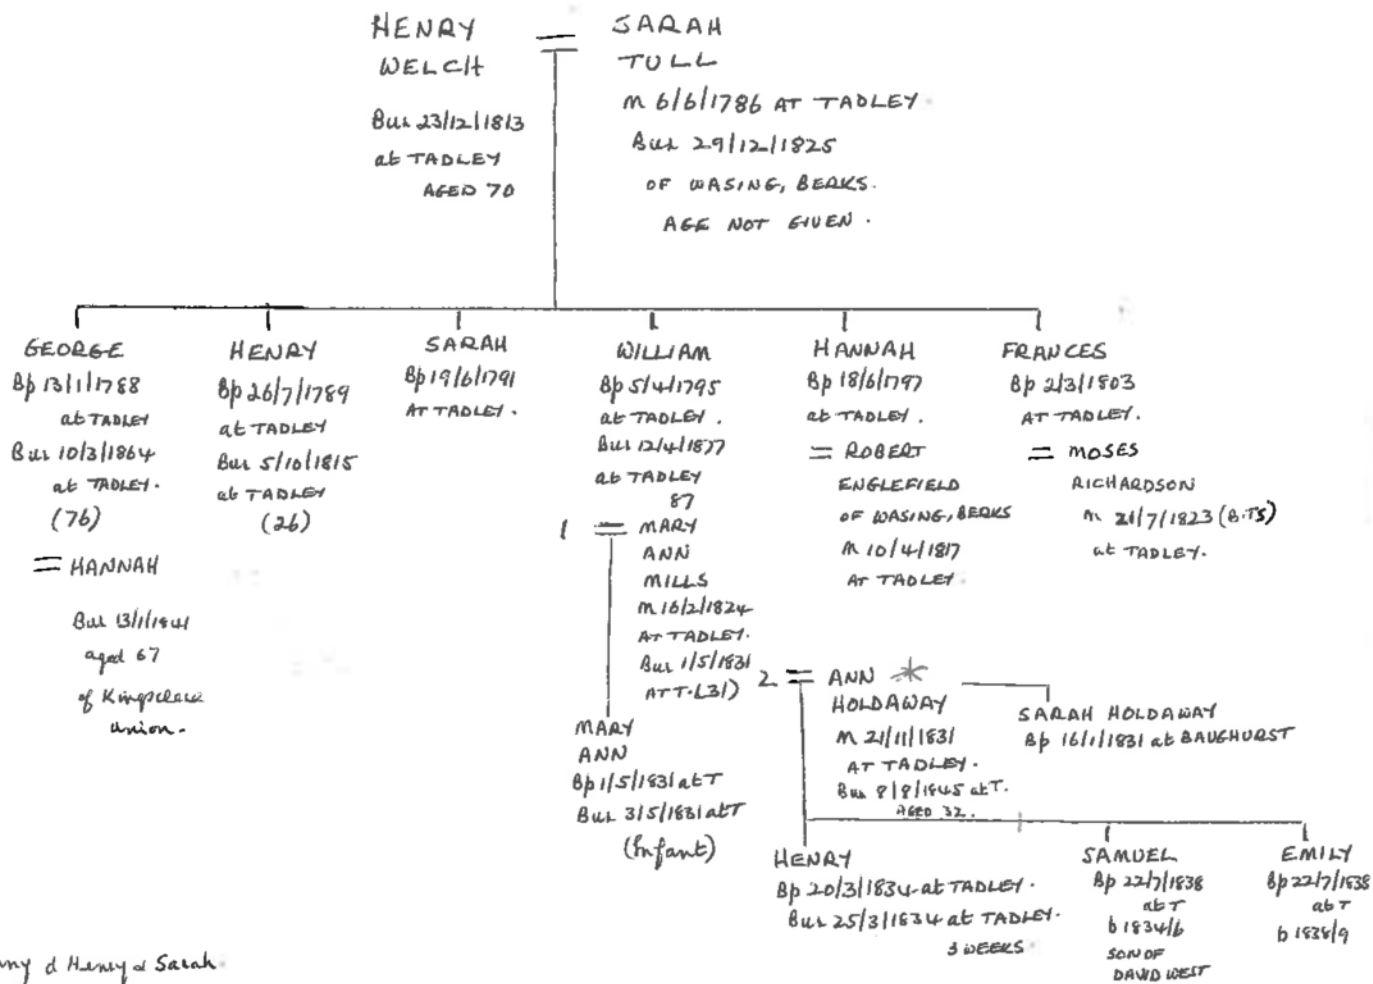 HENRY
WELCH
Bur 23/12/1813
at TADLEY
AGED 70
=
SARAH
TULL
M 6/6/1786 AT TADLEY
Bur 29/12/1825
OF WASING, BERKS.
AGE NOT GIVEN.
GEORGE
Bp 13/1/1788
at TADLEY
Bur 10/3/1864
at TADLEY.
(76)
= HANNAH
Bur 13/1/1841
aged 67
of Kingsclere
Union.
HENRY
Bp 26/7/1789
at TADLEY
Bur 5/10/1815
at TADLEY
(26)
SARAH
Bp 19/6/1791
AT TADLEY.
WILLIAM
Bp 5/4/1795
at TADLEY.
Bur 12/4/1877
at TADLEY
87
1 = MARY
ANN
MILLS
M 16/2/1824
AT TADLEY.
Bur 1/5/1831
AT T. (31)
MARY
ANN
Bp 1/5/1831 at T
Bur 3/5/1831 at T
(Infant)
HANNAH
Bp 18/6/1797
at TADLEY.
= ROBERT
ENGLEFIELD
OF WASING, BERKS
M 10/4/1817
AT TADLEY.
FRANCES
Bp 2/3/1803
AT TADLEY.
= MOSES
RICHARDSON
M 21/7/1823 (B.TS)
at TADLEY.
2 = ANN *
HOLDAWAY
M 21/11/1831
AT TADLEY.
Bur 8/8/1845 at T.
AGED 32.
SARAH HOLDAWAY
Bp 16/1/1831 at BAUGHURST
HENRY
Bp 20/3/1834 at TADLEY.
Bur 25/3/1834 at TADLEY.
3 WEEKS
SAMUEL
Bp 22/7/1838
at T
b 1834/6
SON OF
DAVID WEST
EMILY
Bp 22/7/1838
at T
b 1838/9
d Henry & Sarah